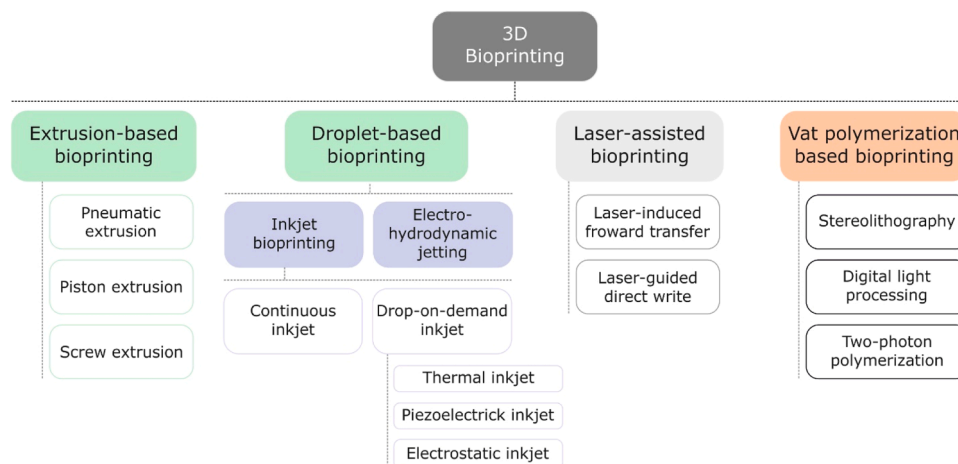 3D
Bioprinting
Extrusion-based
bioprinting
Pneumatic
extrusion
Piston extrusion
Screw extrusion
Droplet-based
bioprinting
Inkjet
bioprinting
Electro-
hydrodynamic
jetting
Continuous
inkjet
Drop-on-demand
inkjet
Thermal inkjet
Piezoelectrick inkjet
Electrostatic inkjet
Laser-assisted
bioprinting
Laser-induced
froward transfer
Laser-guided
direct write
Vat polymerization
based bioprinting
Stereolithography
Digital light
processing
Two-photon
polymerization